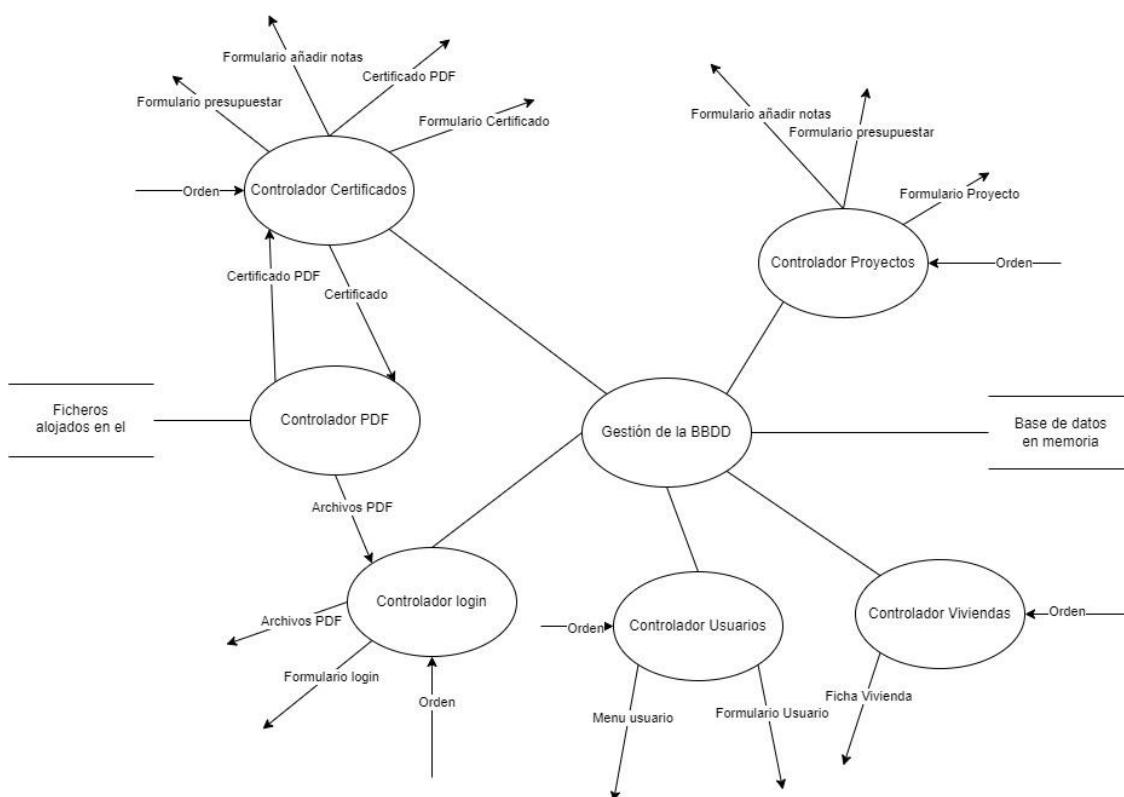 Formulario añadir notas
Certificado PDF
Formulario presupuestar
Formulario Certificado
Orden
Controlador Certificados
Certificado PDF
Certificado
Formulario añadir notas
Formulario presupuestar
Formulario Proyecto
Controlador Proyectos
Orden
Ficheros
alojados en el
Controlador PDF
Gestión de la BBDD
Base de datos
en memoria
Archivos PDF
Controlador login
Archivos PDF
Formulario login
Orden
Orden
Controlador Usuarios
Menu usuario
Formulario Usuario
Controlador Viviendas
Orden
Ficha Vivienda